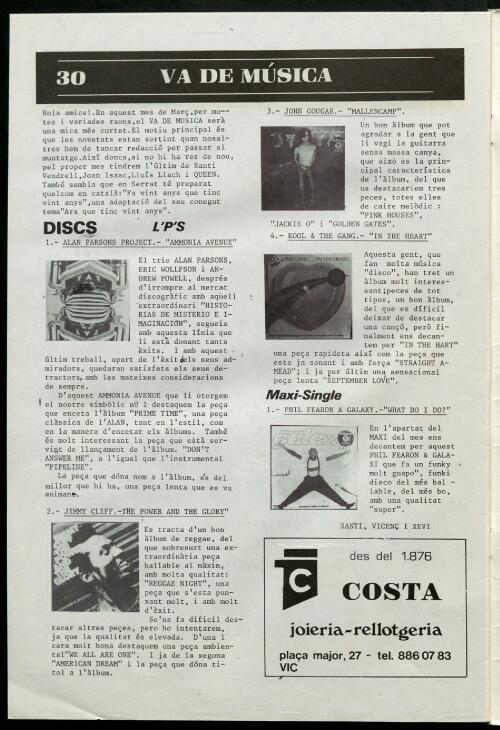 30
VA DE MÚSICA
Hola amics!.En aquest mes de Març,per mo--
tes i variades raons,el VA DE MUSICA serà
una mica més curtet.El motiu principal és
que les novetats estan sortint quan nosal-
tres hem de tancar redacció per passar al
muntatge.Així doncs,si no hi ha res de nou,
pel proper mes tindrem l'últim de Santi
Vendrell,Joan Isaac,Lluís Llach i QUEEN.
També sembla que en Serrat té preparat
quelcom en català:"Fa vint anys que tinc
vint anys",una adaptació del seu conegut
tema"Ara que tinc vint anys".
DISCS L'P'S
1.- ALAN PARSONS PROJECT.- "AMMONIA AVENUE"
El trio ALAN PARSONS,
ERIC WOLLFSON i AN-
DREW POWELL, després
d'irrompre al mercat
discogràfic amb aquell
extraordinari "HISTO-
RIAS DE MISTERIO E I-
MAGINACIÓN", segueix
amb aquesta línia que
li està donant tants
èxits. I amb aquest
últim treball, apart de l'èxit dels seus ad-
miradors, quedaran satisfets els seus de-
tractors, amb les mateixes consideracions
de sempre.
D'aquest AMMONIA AVENUE que li otorgem
el nostre simbòlic nº 1 destaquem la peça
que enceta l'àlbum "PRIME TIME", una peça
clàssica de l'ALAN, tant en l'estil, com
en la manera d'encetar els àlbums. També
és molt interessant la peça que està ser-
vigt de llançament de l'àlbum. "DON'T
ANSWER ME", a l'igual que l'instrumental
"PIPELINE".
La peça que dóna nom a l'àlbum, és del
millor que hi ha, una peça lenta que es va
animant.
2.- JIMMY CLIFF.-THE POWER AND THE GLORY"
Es tracta d'un bon
àlbum de reggae, del
que sobresurt una ex-
traordinària peça
ballable al màxim,
amb molta qualitat:
"REGGAE NIGHT", una
peça que s'esta pun-
xant molt, i amb molt
d'èxit.
Se'ns fa difícil des-
tacar altres peçes, pero ho intentarem,
ja que la qualitat és elevada. D'una 1
cara molt bona destaquem una peça ambien-
tal"WE ALL ARE ONE". I ja de la segona
"AMERICAN DREAM" i la peça que dóna tí-
tol a l'àlbum.
3.- JOHN COUGAR.- "MALLENCAMP".
Un bon àlbum que pot
agradar a la gent que
li vagi la guitarra
sensa massa canya,
que això es la prin-
cipal característica
de l'àlbum, del que
us destacariem tres
peces, totes elles
de caire melòdic :
"PINK HOUSES",
"JACKIE O" i "GOLDEN GATES".
4.- KOOL & THE GANG.- "IN THE HEART"
Aquesta gent, que
fan molta música
"disco", han tret un
àlbum molt interes-
sant;peces de tot
tipus, un bon àlbum,
del que es difícil
deixar de destacar
una cançó, però fi-
nalment ens decan-
tem per "IN THE HART"
una peça rapideta així com la peça que
esta ja sonant i amb força "STRAIGHT A-
MEAD"; i ja per últim una sensacional
peça lenta "SEPTEMBER LOVE".
Maxi-Single
1.- PHIL FEARON & GALAXY.-"WHAT DO I DO?"
En l'apartat del
MAXI del mes ens
decantem per aquest
PHIL FEARON & GALA-
XI que fa un funky
molt guapo", funki
disco del més bal -
lable, del més bo,
amb una qualitat
"super".
SANTI, VICENÇ I XEVI
TC
des del 1.876
COSTA
joieria-rellotgeria
plaça major, 27 - tel. 886 07 83
VIC